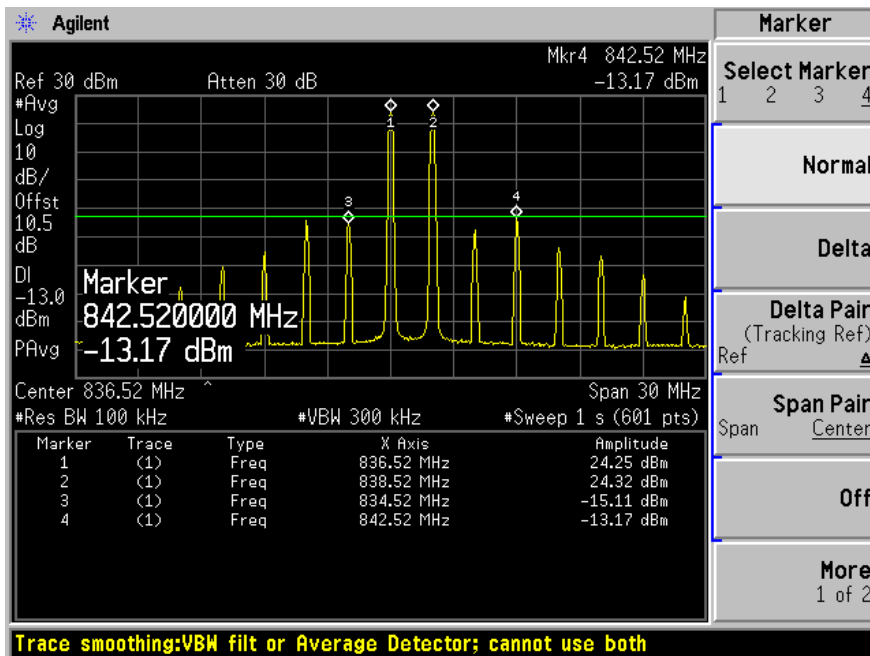 Agilent
Marker
Mkr4 842.52 MHz
Ref 30 dBm Atten 30 dB -13.17 dBm
#Avg
Log
10
dB/
Offst
10.5
dB
DI
-13.0
dBm
PAvg
1
2
3
4
Marker
842.520000 MHz
-13.17 dBm
Center 836.52 MHz ^ Span 30 MHz
#Res BW 100 kHz #VBW 300 kHz #Sweep 1 s (601 pts)
Marker Trace Type X Axis Amplitude
1 (1) Freq 836.52 MHz 24.25 dBm
2 (1) Freq 838.52 MHz 24.32 dBm
3 (1) Freq 834.52 MHz -15.11 dBm
4 (1) Freq 842.52 MHz -13.17 dBm
Select Marker
1 2 3 4
Normal
Delta
Delta Pair
(Tracking Ref)
Ref Δ
Span Pair
Span Center
Off
More
1 of 2
Trace smoothing:VBW filt or Average Detector; cannot use both